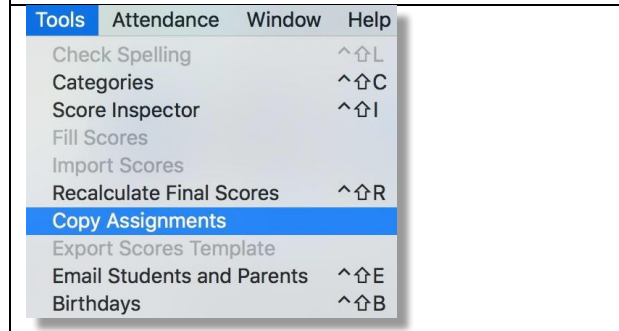 Tools Attendance Window Help
Check Spelling ^⇧L
Categories ^⇧C
Score Inspector ^⇧I
Fill Scores
Import Scores
Recalculate Final Scores ^⇧R
Copy Assignments
Export Scores Template
Email Students and Parents ^⇧E
Birthdays ^⇧B